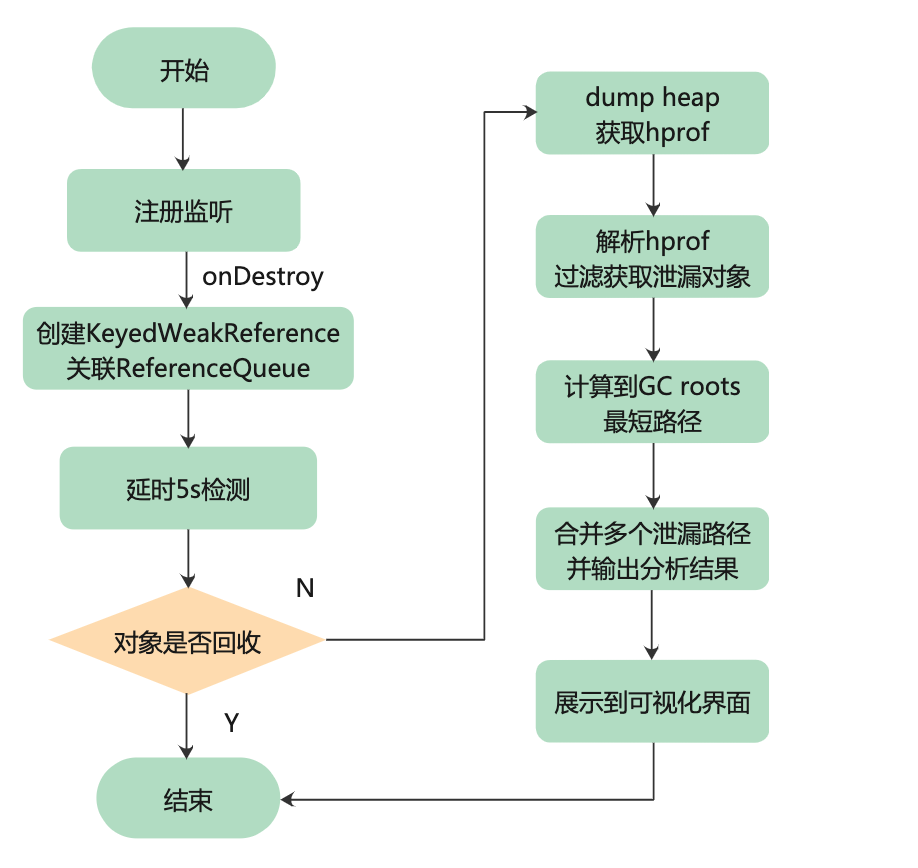 开始
注册监听
onDestroy
创建KeyedWeakReference
关联ReferenceQueue
延时5s检测
N
对象是否回收
Y
结束
dump heap
获取hprof
解析hprof
过滤获取泄漏对象
计算到GC roots
最短路径
合并多个泄漏路径
并输出分析结果
展示到可视化界面